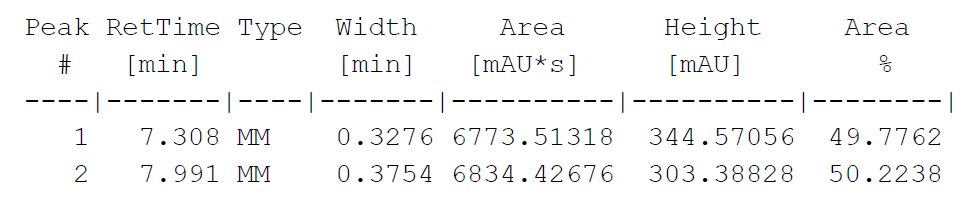 Peak RetTime Type  Width     Area      Height     Area
  #   [min]        [min]   [mAU*s]     [mAU]        %
----|-------|----|-------|----------|----------|--------|
   1   7.308 MM    0.3276 6773.51318  344.57056  49.7762
   2   7.991 MM    0.3754 6834.42676  303.38828  50.2238